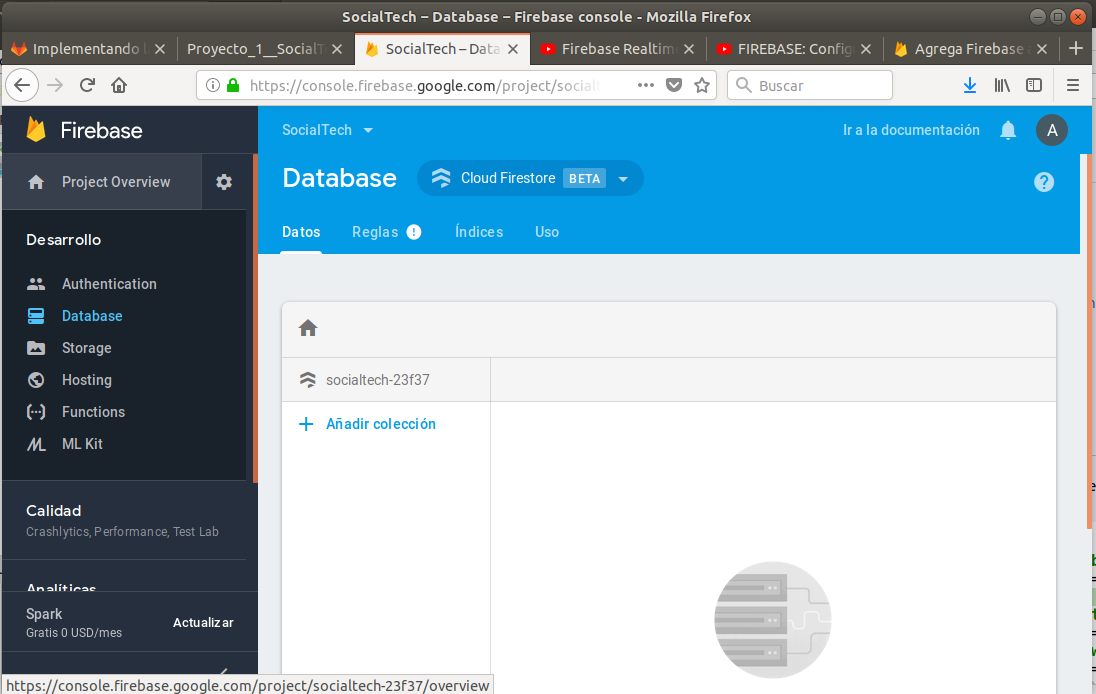 SocialTech – Database – Firebase console - Mozilla Firefox
Implementando
Proyecto_1__Social
SocialTech – Data
Firebase Realtim
FIREBASE: Config
Agrega Firebase
https://console.firebase.google.com/project/social
Buscar
Firebase
SocialTech
Ir a la documentación
A
Project Overview
Database
Cloud Firestore
BETA
Datos
Reglas
Índices
Uso
Desarrollo
Authentication
Database
Storage
Hosting
Functions
ML Kit
socialtech-23f37
Añadir colección
Calidad
Crashlytics, Performance, Test Lab
Analíticas
Spark
Gratis 0 USD/mes
Actualizar
https://console.firebase.google.com/project/socialtech-23f37/overview